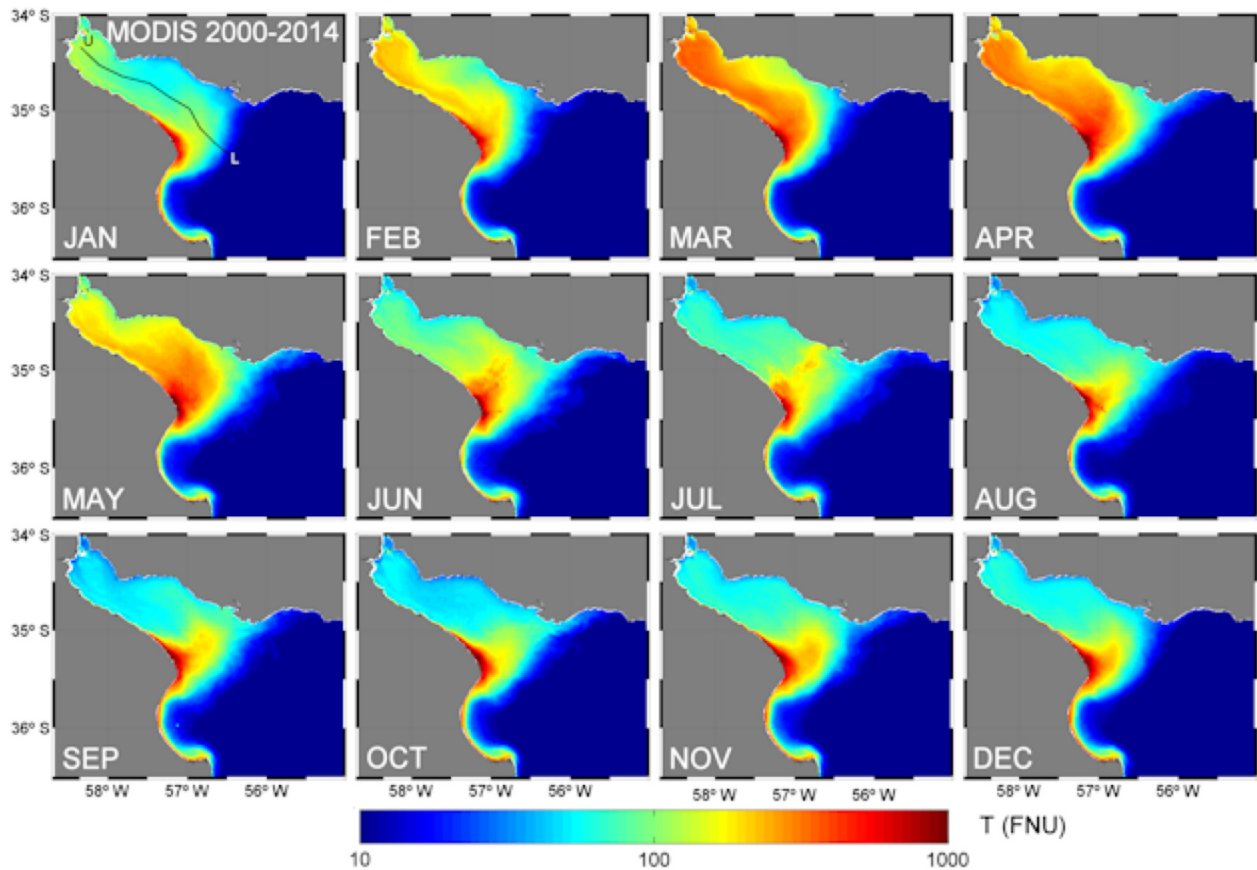 34° S
MODIS 2000-2014
U
35° S
L
36° S
JAN
FEB
MAR
APR
34° S
35° S
36° S
MAY
JUN
JUL
AUG
34° S
35° S
36° S
SEP
OCT
NOV
DEC
58° W 57° W 56° W 58° W 57° W 56° W 58° W 57° W 56° W 58° W 57° W 56° W
T (FNU)
10 100 1000